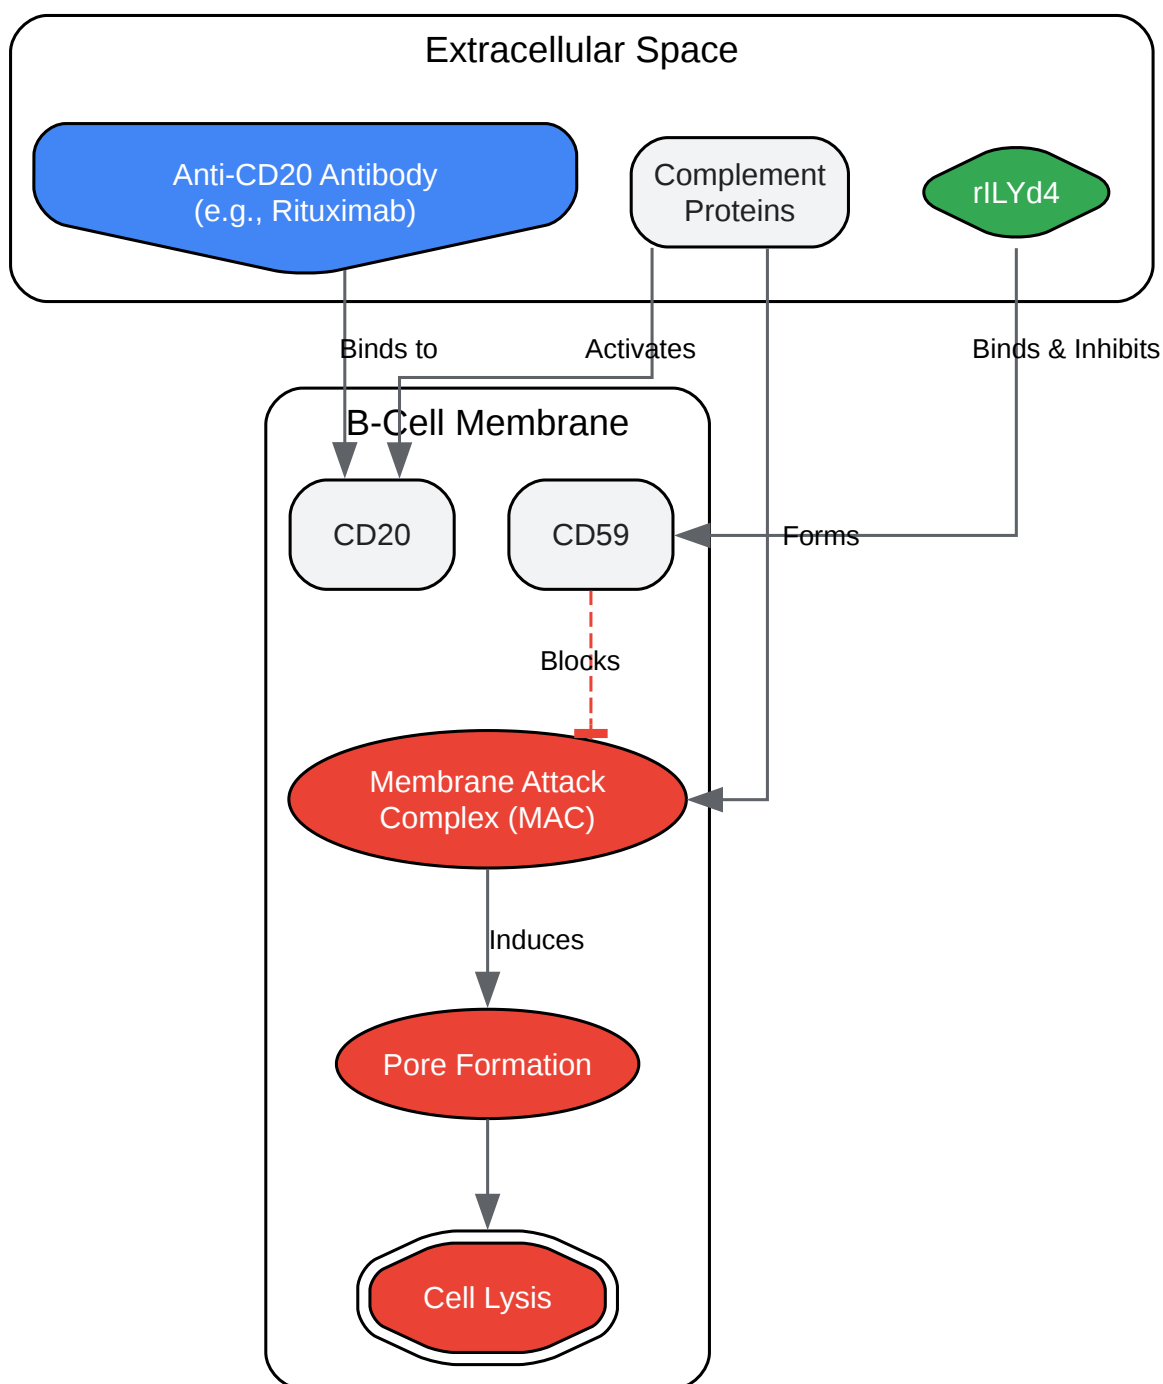 Extracellular Space
Anti-CD20 Antibody
(e.g., Rituximab)
Complement
Proteins
rILYd4
Binds to
Activates
Binds & Inhibits
B-Cell Membrane
CD20
CD59
Forms
Blocks
Membrane Attack
Complex (MAC)
Induces
Pore Formation
Cell Lysis